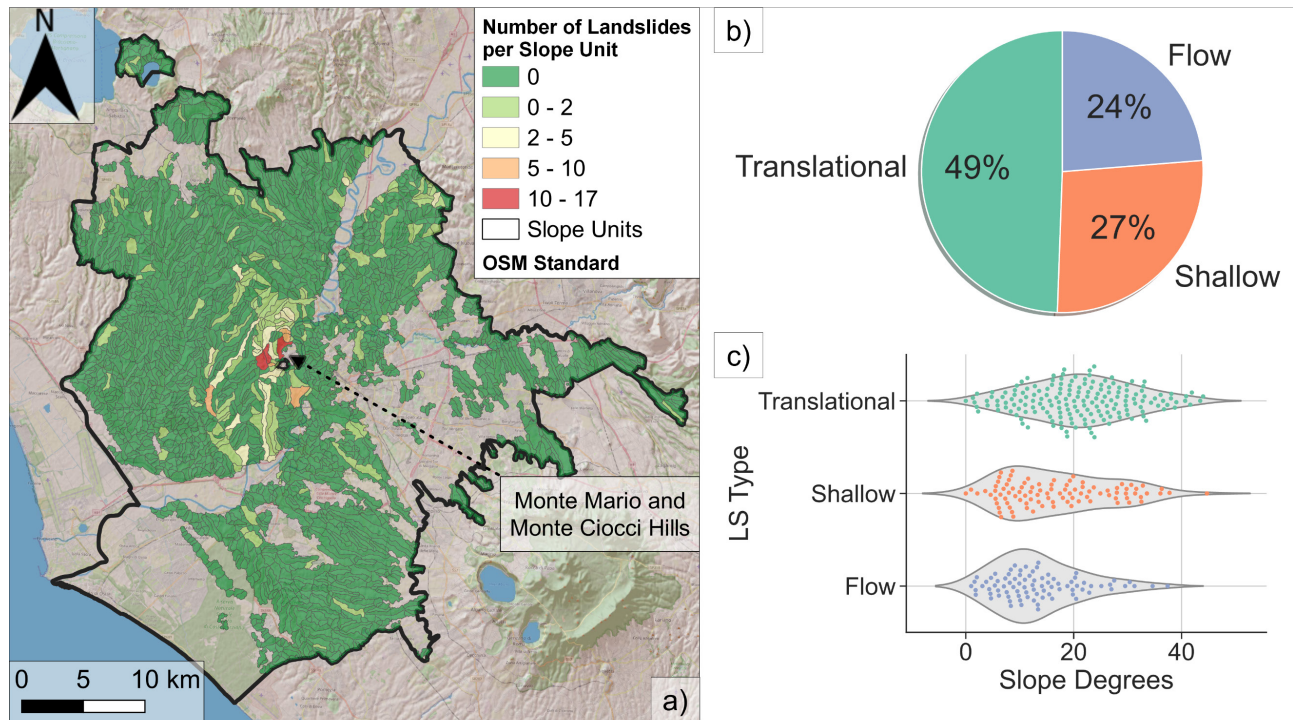 N
Number of Landslides
per Slope Unit
0
0 - 2
2 - 5
5 - 10
10 - 17
Slope Units
OSM Standard
Monte Mario and
Monte Ciocci Hills
0 5 10 km
a)
b)
Flow
24%
Translational
49%
27%
Shallow
c)
LS Type
Translational
Shallow
Flow
0 20 40
Slope Degrees